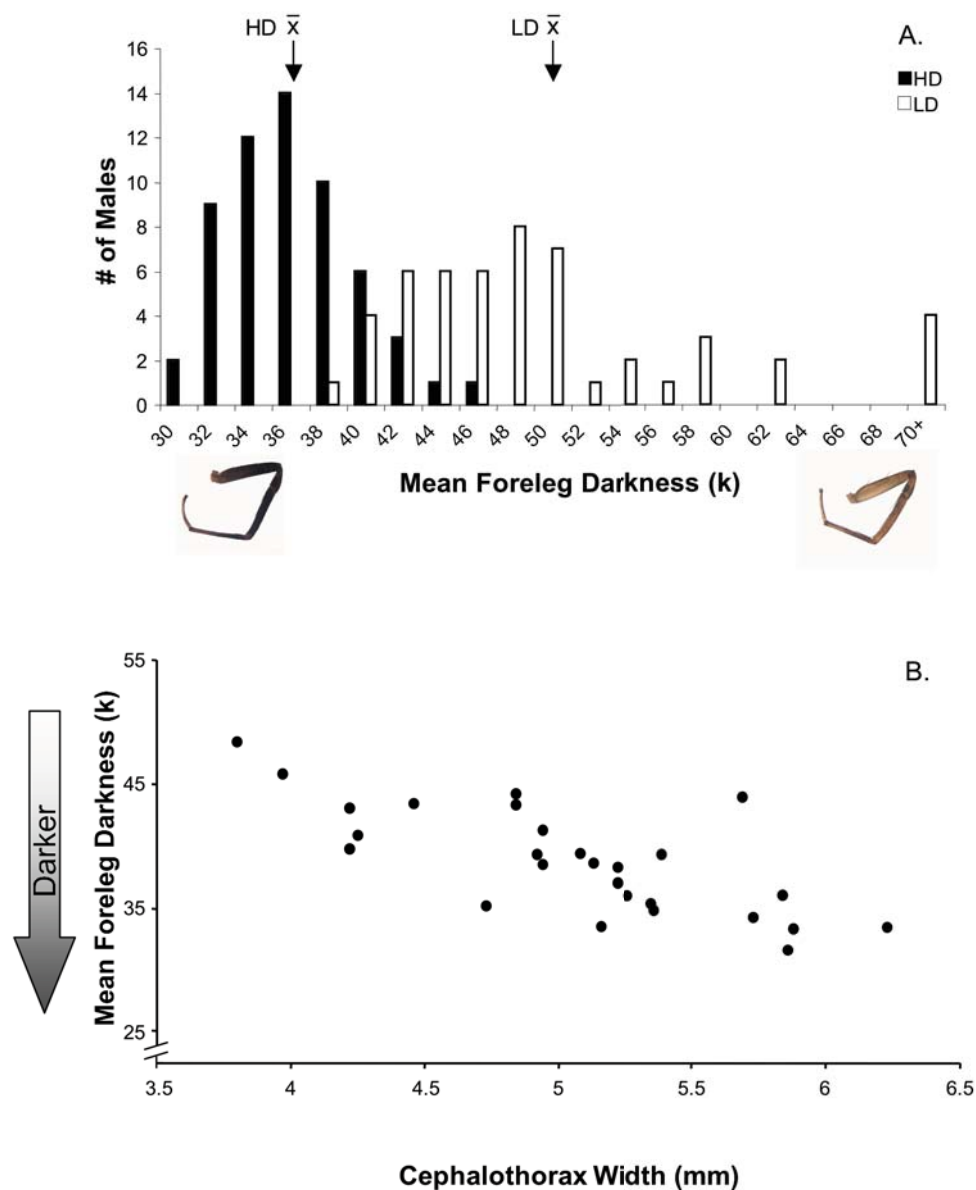 HD x̄
LD x̄
A.
HD
LD
16
14
12
10
8
6
4
2
0
# of Males
30 32 34 36 38 40 42 44 46 48 50 52 54 56 58 60 62 64 66 68 70+
Mean Foreleg Darkness (k)
B.
Darker
Mean Foreleg Darkness (k)
55
45
35
25
3.5 4 4.5 5 5.5 6 6.5
Cephalothorax Width (mm)